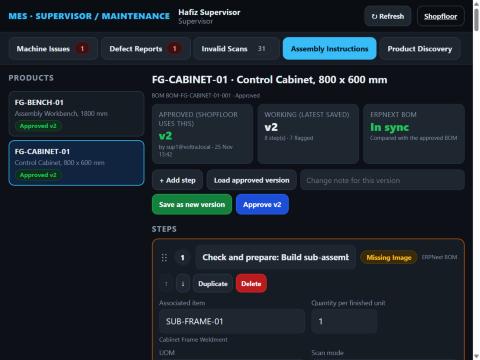 MES · SUPERVISOR / MAINTENANCE
Hafiz Supervisor
Supervisor
↻ Refresh
Shopfloor
Machine Issues 1
Defect Reports 1
Invalid Scans 31
Assembly Instructions
Product Discovery
PRODUCTS
FG-BENCH-01
Assembly Workbench, 1800 mm
Approved v2
FG-CABINET-01
Control Cabinet, 800 x 600 mm
Approved v2
FG-CABINET-01 · Control Cabinet, 800 x 600 mm
BOM BOM-FG-CABINET-01-001 · Approved
APPROVED (SHOPFLOOR USES THIS)
v2
by sup1@voltra.local · 25 Nov 13:42
WORKING (LATEST SAVED)
v2
8 step(s) · 7 flagged
ERPNEXT BOM
In sync
Compared with the approved BOM
+ Add step
Load approved version
Change note for this version
Save as new version
Approve v2
STEPS
1
Check and prepare: Build sub-assemb
Missing Image
ERPNext BOM
↑
↓
Duplicate
Delete
Associated item
Quantity per finished unit
SUB-FRAME-01
1
Cabinet Frame Weldment
UOM
Scan mode